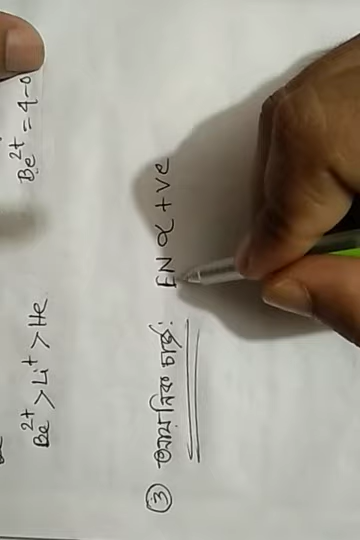 Be²⁺ = 4-0
Be²⁺ > Li⁺ > He
③ আয়নিক চার্জ: EN α +ve